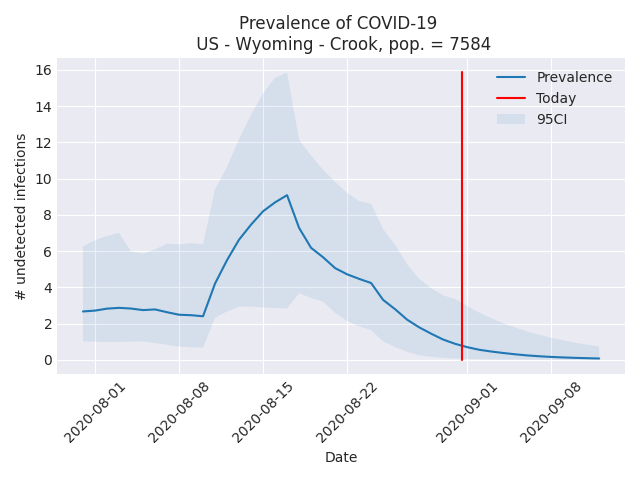 Prevalence of COVID-19
US - Wyoming - Crook, pop. = 7584
Prevalence
Today
95CI
# undetected infections
16
14
12
10
8
6
4
2
0
2020-08-01
2020-08-08
2020-08-15
2020-08-22
2020-09-01
2020-09-08
Date